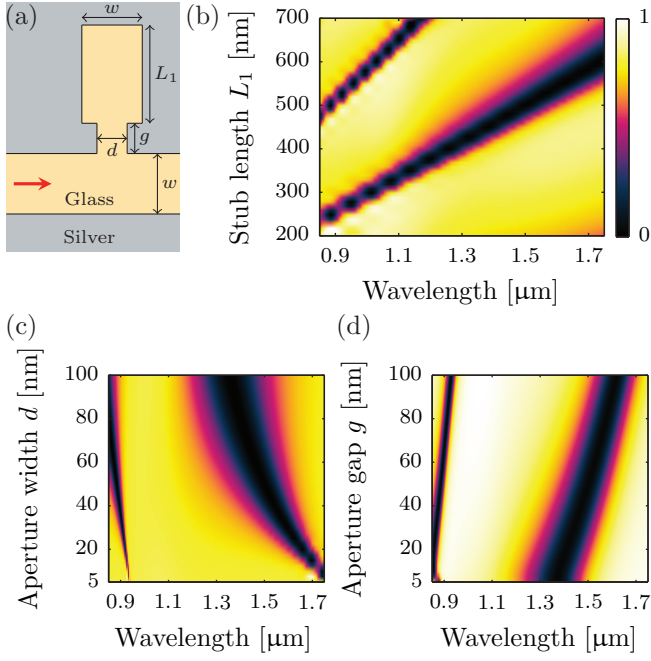 (a)
w
L₁
d
g
w
Glass
Silver
(b)
Stub length L₁ [nm]
700
600
500
400
300
200
0.9 1.1 1.3 1.5 1.7
Wavelength [μm]
1
0
(c)
Aperture width d [nm]
100
80
60
40
20
5
0.9 1.1 1.3 1.5 1.7
Wavelength [μm]
(d)
Aperture gap g [nm]
100
80
60
40
20
5
0.9 1.1 1.3 1.5 1.7
Wavelength [μm]